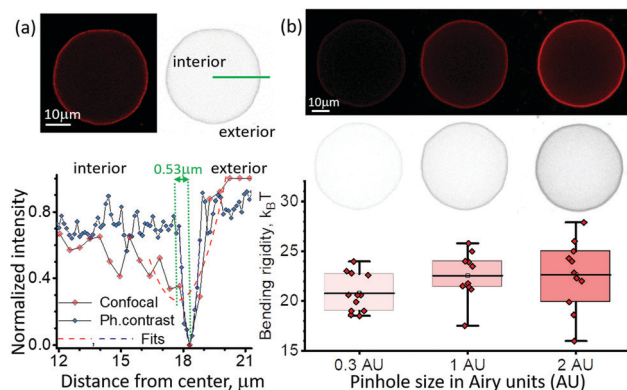 (a)
interior
exterior
10μm
interior
0.53μm
exterior
Normalized intensity
0.8
0.4
0.0
Confocal
Ph.contrast
Fits
12
15
18
21
Distance from center, μm
(b)
10μm
Bending rigidity, kBT
30
25
20
15
0.3 AU
1 AU
2 AU
Pinhole size in Airy units (AU)